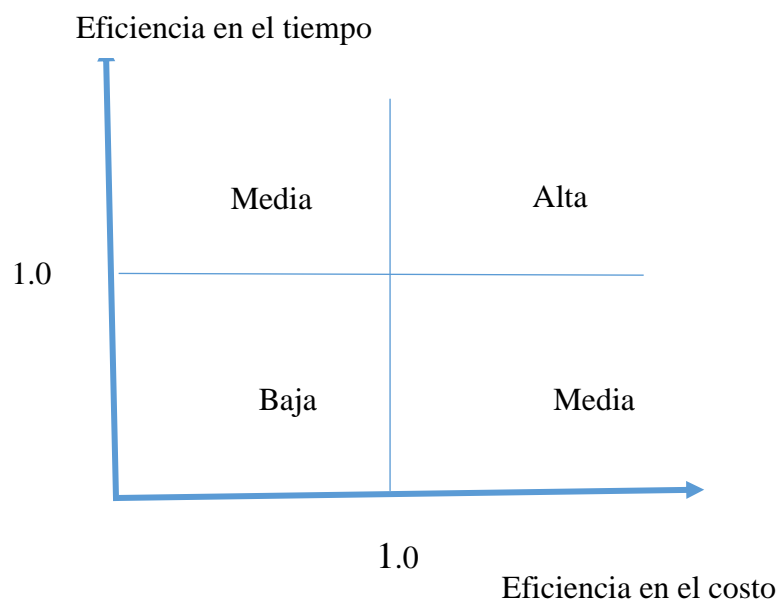 Eficiencia en el tiempo
Media
Alta
1.0
Baja
Media
1.0
Eficiencia en el costo